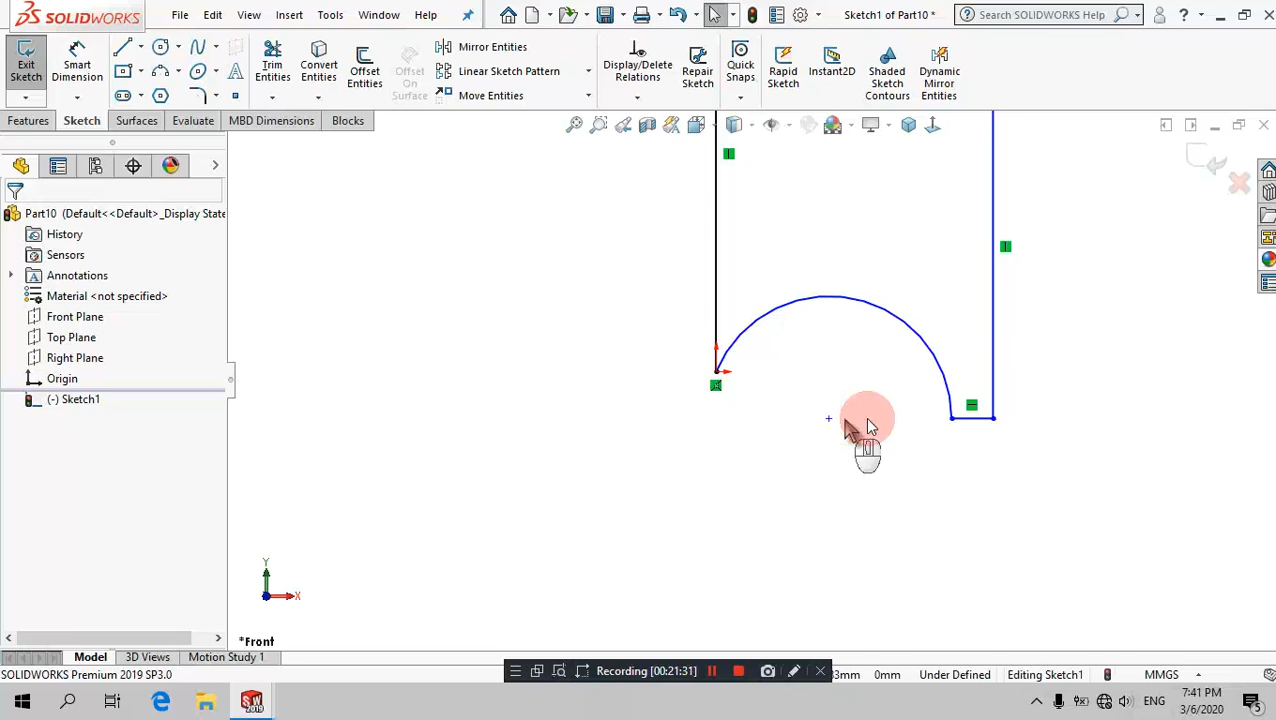 SOLIDWORKS
File Edit View Insert Tools Window Help
Sketch1 of Part10 *
Search SOLIDWORKS Help
Exit Sketch
Smart Dimension
Trim Entities
Convert Entities
Offset Entities
Offset On Surface
Mirror Entities
Linear Sketch Pattern
Move Entities
Display/Delete Relations
Repair Sketch
Quick Snaps
Rapid Sketch
Instant2D
Shaded Sketch Contours
Dynamic Mirror Entities
Features Sketch Surfaces Evaluate MBD Dimensions Blocks
Part10 (Default<<Default>_Display State
History
Sensors
Annotations
Material <not specified>
Front Plane
Top Plane
Right Plane
Origin
(-) Sketch1
Y
X
*Front
Model 3D Views Motion Study 1
Recording [00:21:31]
SOLIDWORKS Premium 2019 SP3.0
0mm Under Defined Editing Sketch1 MMGS
ENG
7:41 PM
3/6/2020
5